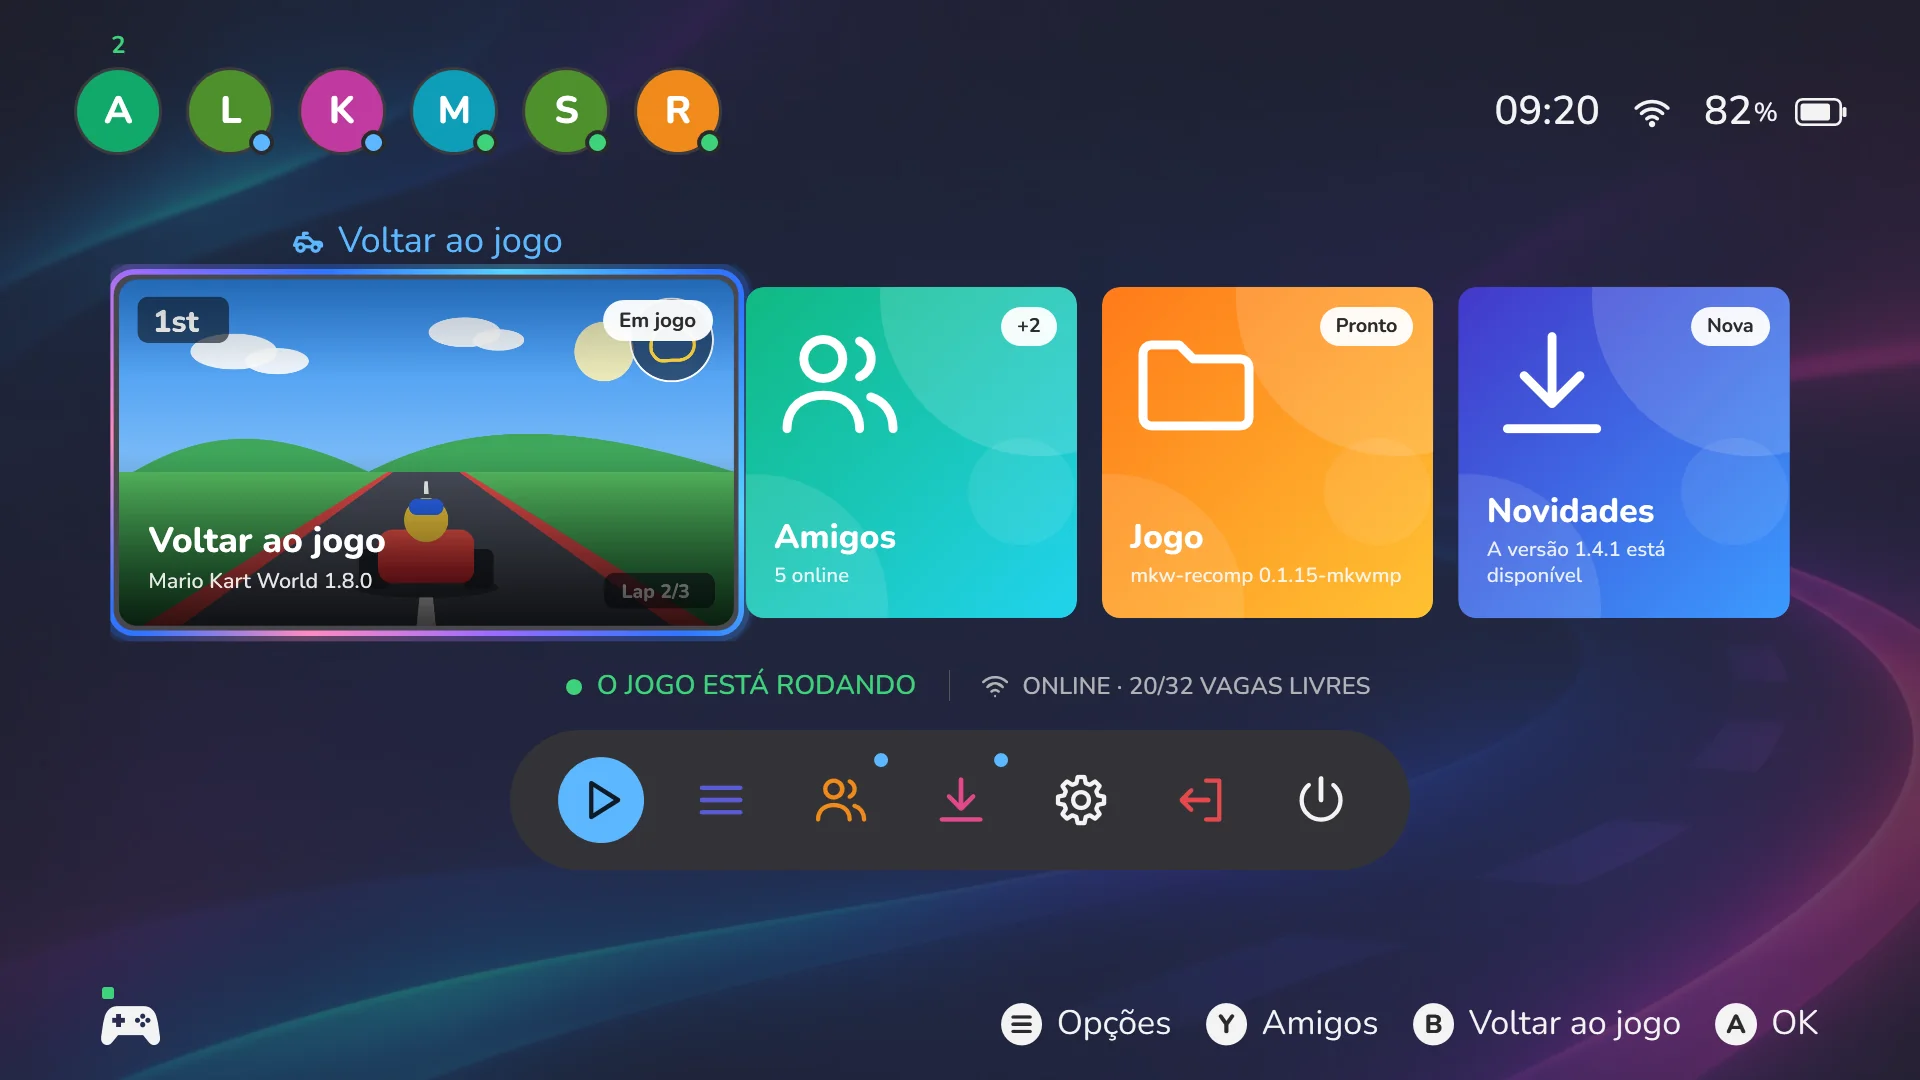 2
A
L
K
M
S
R
09:20
82%
Voltar ao jogo
1st
Em jogo
Voltar ao jogo
Mario Kart World 1.8.0
Lap 2/3
+2
Amigos
5 online
Pronto
Jogo
mkw-recomp 0.1.15-mkwmp
Nova
Novidades
A versão 1.4.1 está
disponível
O JOGO ESTÁ RODANDO
ONLINE · 20/32 VAGAS LIVRES
Opções
Y Amigos
B Voltar ao jogo
A OK